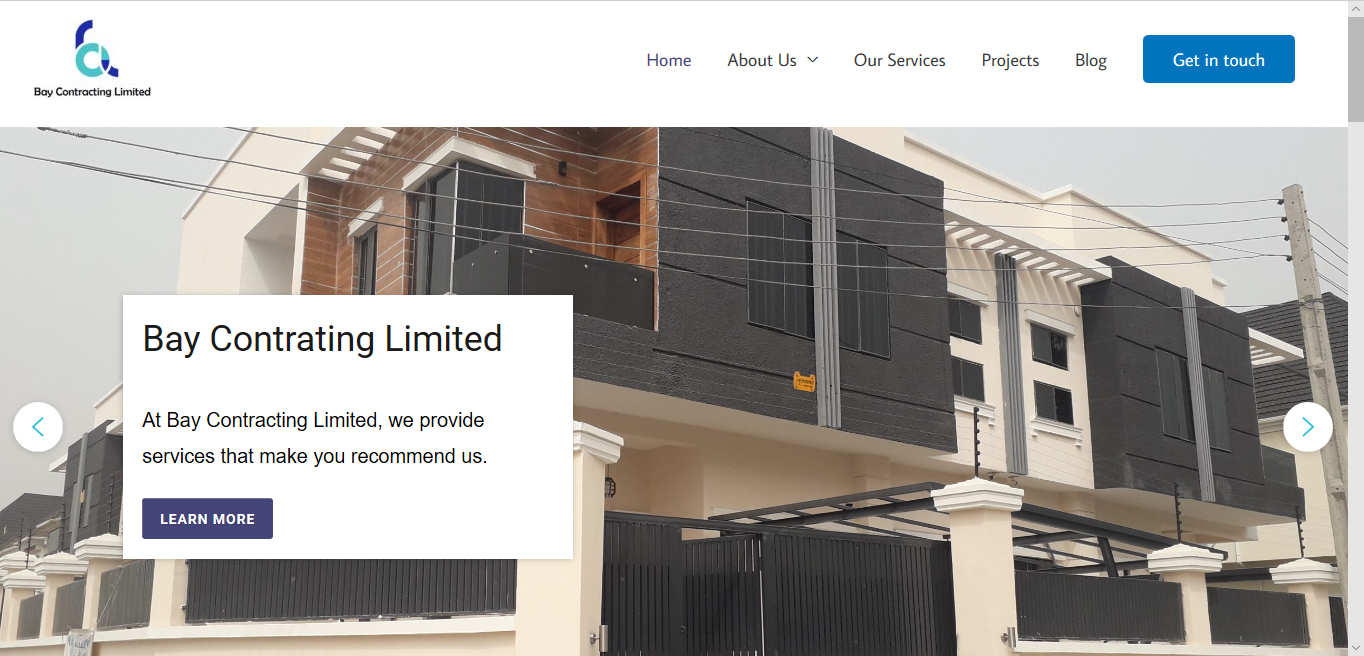 Bay Contracting Limited
Home
About Us
Our Services
Projects
Blog
Get in touch
Bay Contrating Limited
At Bay Contracting Limited, we provide
services that make you recommend us.
LEARN MORE